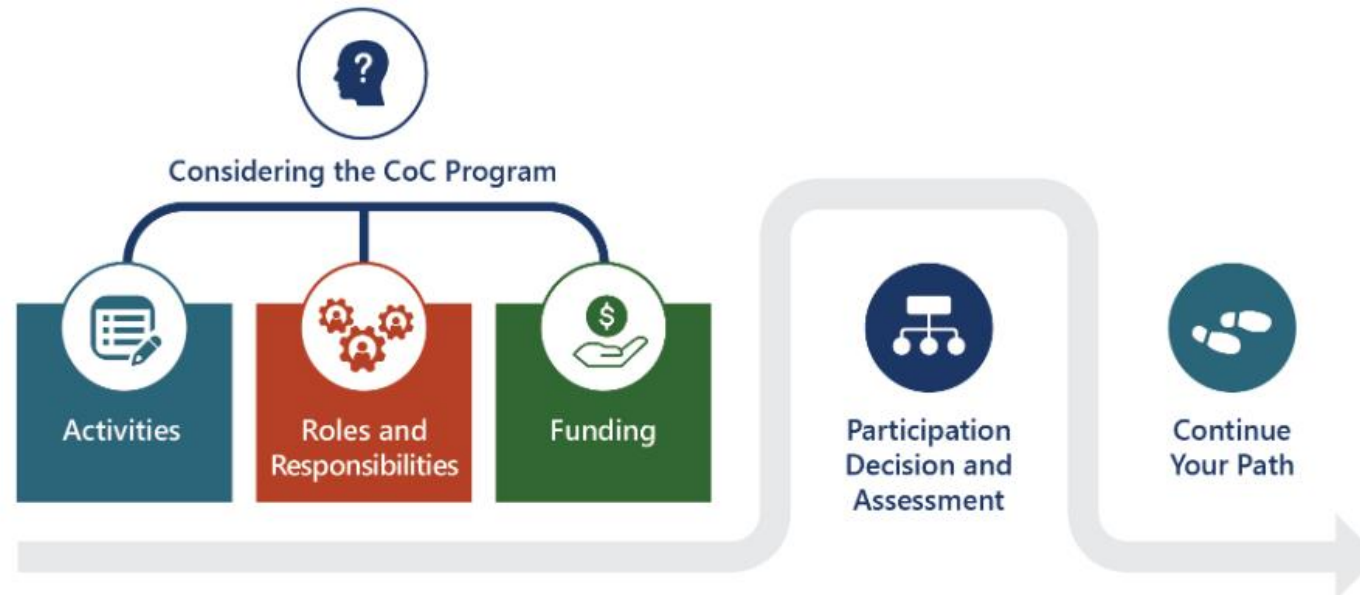 ?
Considering the CoC Program
Activities
Roles and
Responsibilities
$
Funding
Participation
Decision and
Assessment
Continue
Your Path